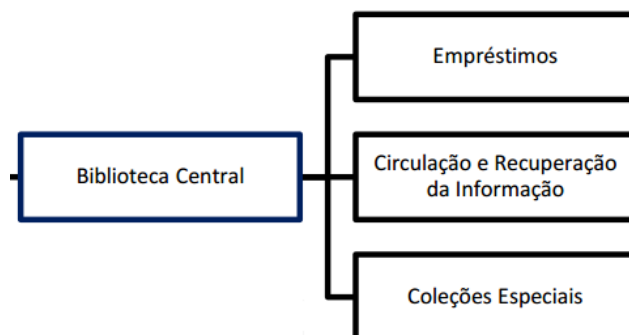 Empréstimos
Biblioteca Central
Circulação e Recuperação
da Informação
Coleções Especiais